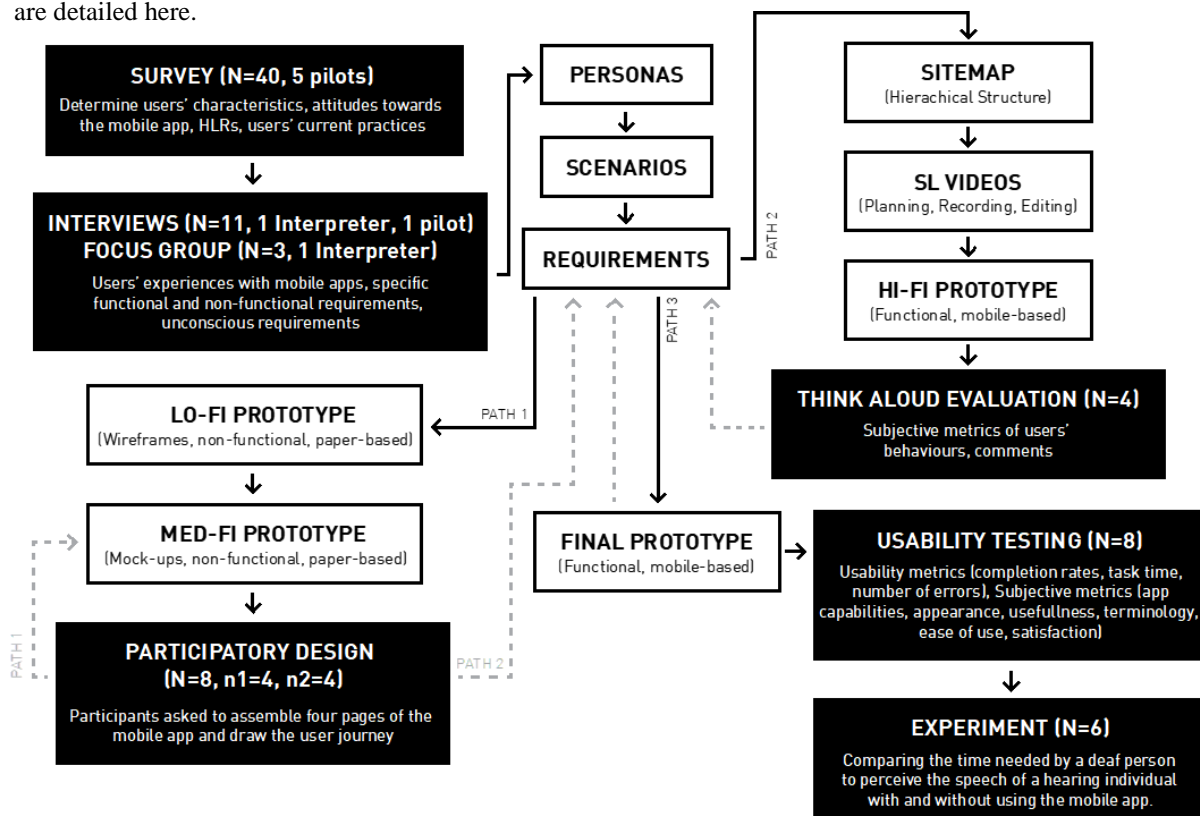 are detailed here.
SURVEY (N=40, 5 pilots)
Determine users' characteristics, attitudes towards
the mobile app, HLRs, users' current practices
INTERVIEWS (N=11, 1 Interpreter, 1 pilot)
FOCUS GROUP (N=3, 1 Interpreter)
Users' experiences with mobile apps, specific
functional and non-functional requirements,
unconscious requirements
PERSONAS
SCENARIOS
REQUIREMENTS
PATH 2
SITEMAP
(Hierachical Structure)
SL VIDEOS
(Planning, Recording, Editing)
HI-FI PROTOTYPE
(Functional, mobile-based)
THINK ALOUD EVALUATION (N=4)
Subjective metrics of users'
behaviours, comments
PATH 1
PATH 3
LO-FI PROTOTYPE
(Wireframes, non-functional, paper-based)
MED-FI PROTOTYPE
(Mock-ups, non-functional, paper-based)
PATH 1
PARTICIPATORY DESIGN
(N=8, n1=4, n2=4)
Participants asked to assemble four pages of the
mobile app and draw the user journey
PATH 2
FINAL PROTOTYPE
(Functional, mobile-based)
USABILITY TESTING (N=8)
Usability metrics (completion rates, task time,
number of errors), Subjective metrics (app
capabilities, appearance, usefullness, terminology,
ease of use, satisfaction)
EXPERIMENT (N=6)
Comparing the time needed by a deaf person
to perceive the speech of a hearing individual
with and without using the mobile app.